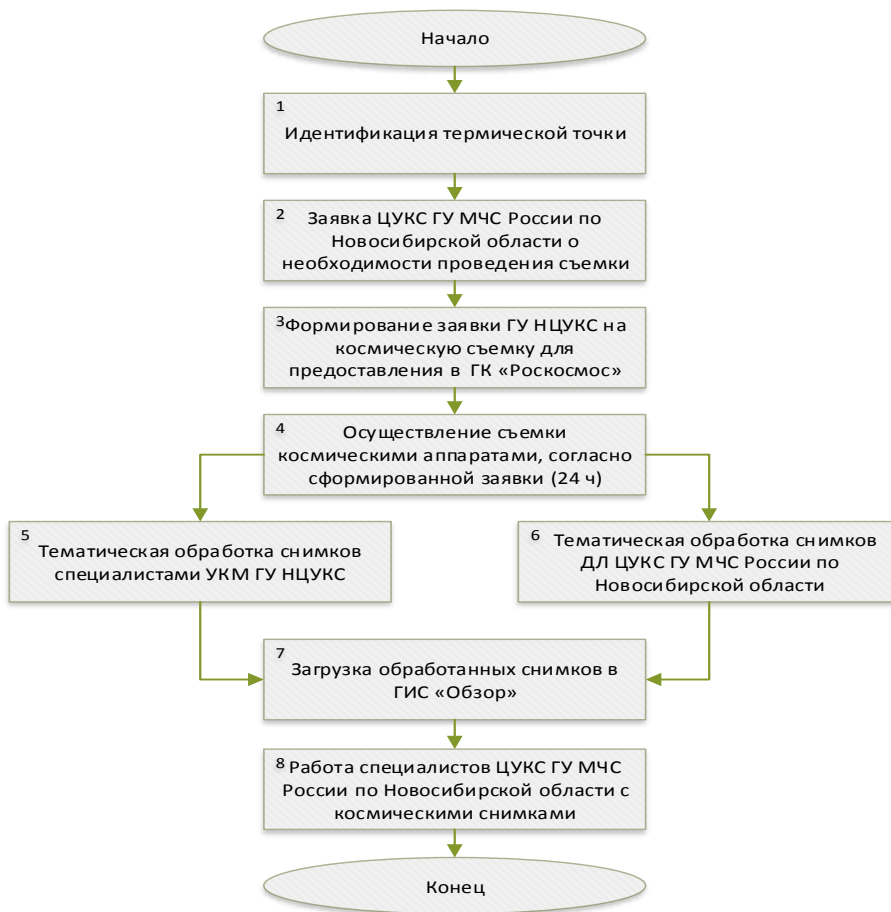 Начало
1
Идентификация термической точки
2
Заявка ЦУКС ГУ МЧС России по
Новосибирской области о
необходимости проведения съемки
3
Формирование заявки ГУ НЦУКС на
космическую съемку для
предоставления в ГК «Роскосмос»
4
Осуществление съемки
космическими аппаратами, согласно
сформированной заявки (24 ч)
5
Тематическая обработка снимков
специалистами УКМ ГУ НЦУКС
6
Тематическая обработка снимков
ДЛ ЦУКС ГУ МЧС России по
Новосибирской области
7
Загрузка обработанных снимков в
ГИС «Обзор»
8
Работа специалистов ЦУКС ГУ МЧС
России по Новосибирской области с
космическими снимками
Конец